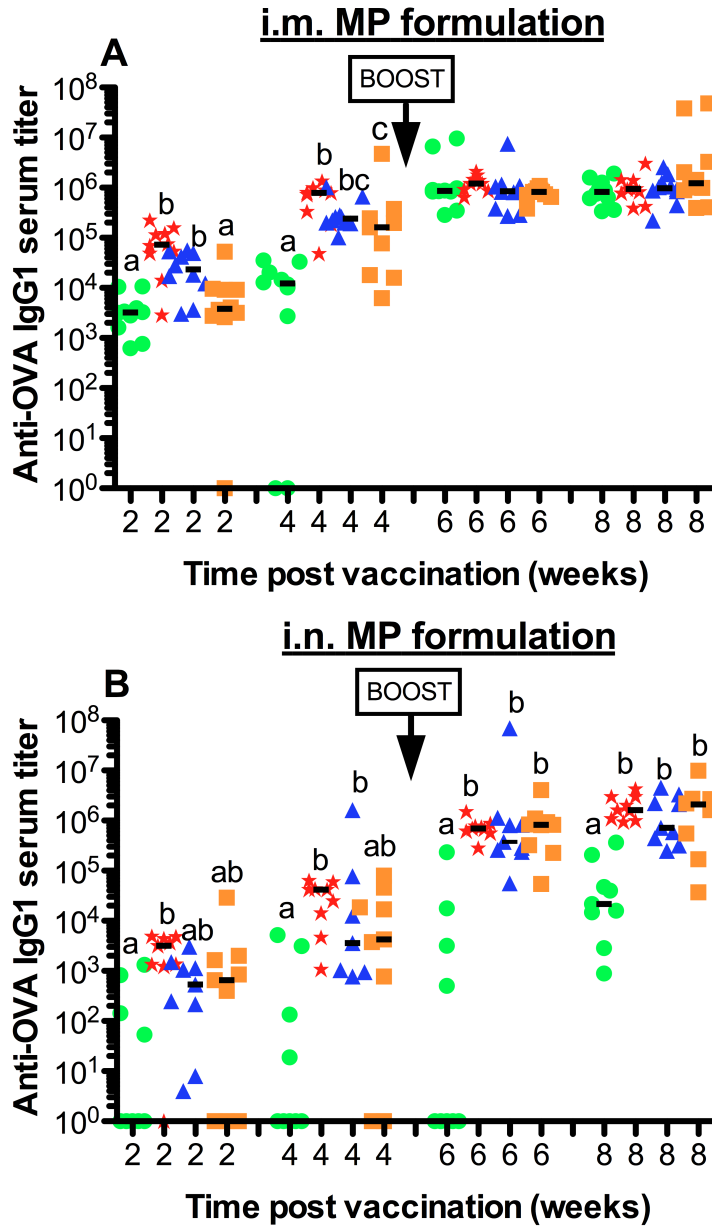 i.m. MP formulation
A
BOOST
10⁸
10⁷
10⁶
10⁵
10⁴
10³
10²
10¹
10⁰
Anti-OVA IgG1 serum titer
a b b a
a b bc c
2 2 2 2 4 4 4 4 6 6 6 6 8 8 8 8
Time post vaccination (weeks)
i.n. MP formulation
B
BOOST
10⁸
10⁷
10⁶
10⁵
10⁴
10³
10²
10¹
10⁰
Anti-OVA IgG1 serum titer
a b ab ab
a b b ab
a b b b
a b b b
2 2 2 2 4 4 4 4 6 6 6 6 8 8 8 8
Time post vaccination (weeks)